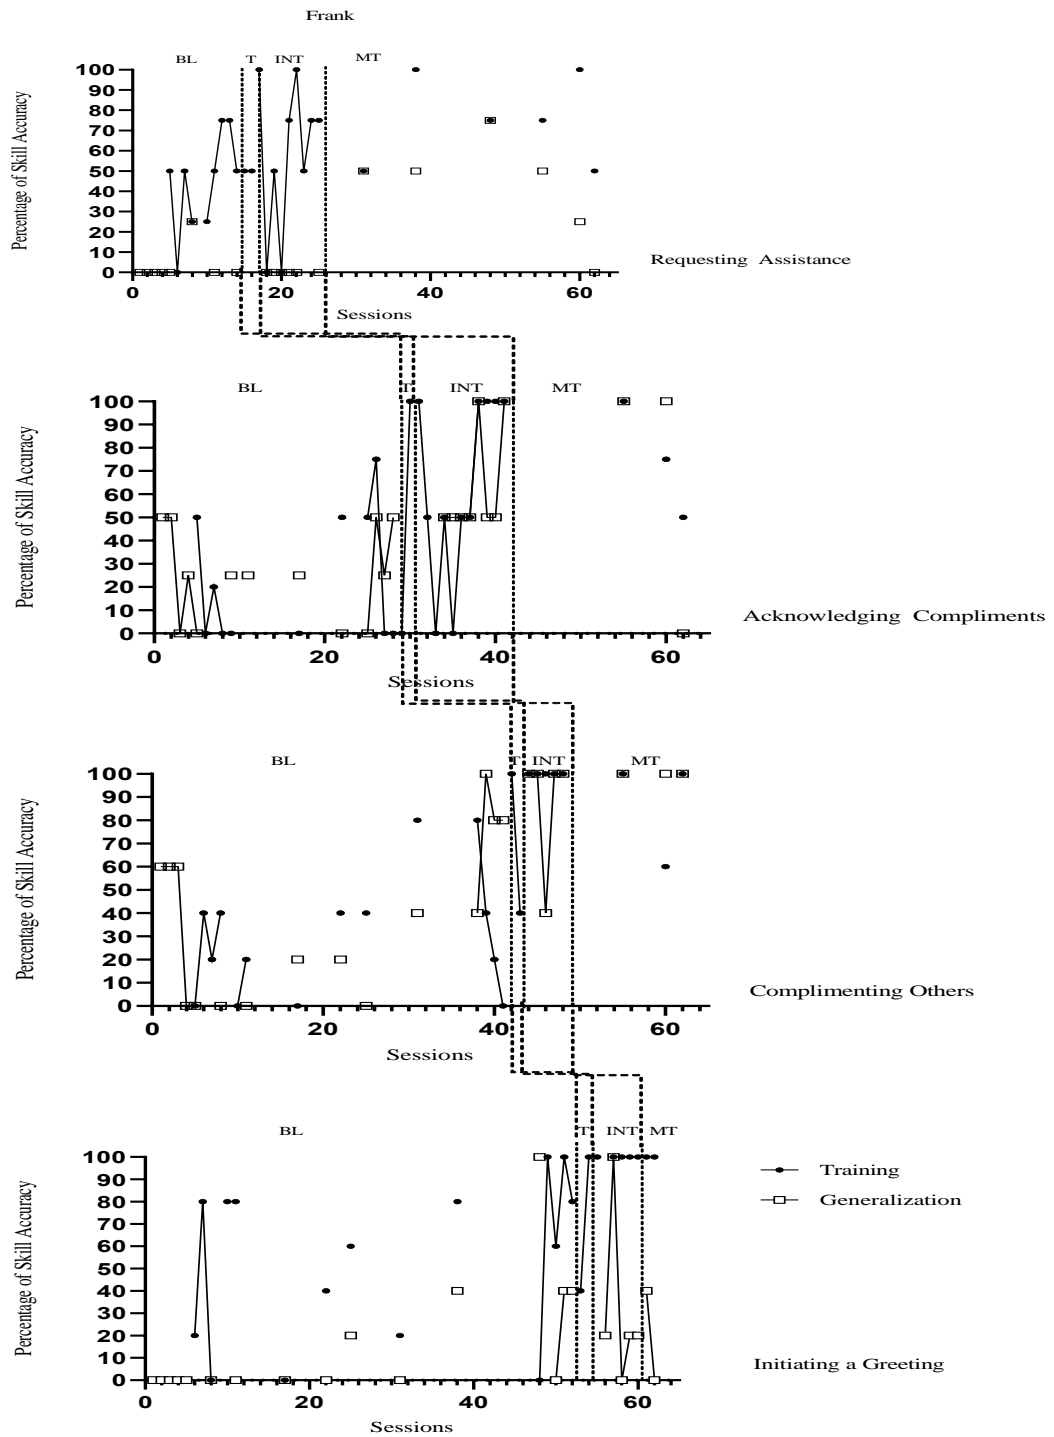 Frank
BL T INT MT
100
90
80
70
60
50
40
30
20
10
0
0 20 40 60
Percentage of Skill Accuracy
Sessions
Requesting Assistance
BL T INT MT
100
90
80
70
60
50
40
30
20
10
0
0 20 40 60
Percentage of Skill Accuracy
Sessions
Acknowledging Compliments
BL T INT MT
100
90
80
70
60
50
40
30
20
10
0
0 20 40 60
Percentage of Skill Accuracy
Sessions
Complimenting Others
BL T INT MT
100
90
80
70
60
50
40
30
20
10
0
0 20 40 60
Percentage of Skill Accuracy
Sessions
Training
Generalization
Initiating a Greeting